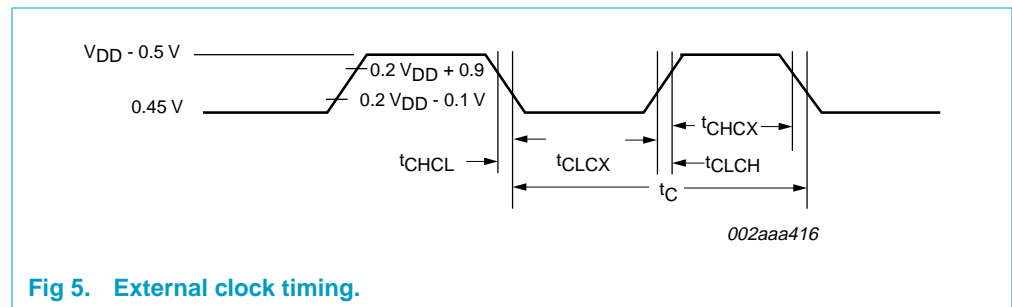 VDD - 0.5 V
0.2 VDD + 0.9
0.2 VDD - 0.1 V
0.45 V
tCHCX
tCHCL
tCLCX
tCLCH
tC
002aaa416
Fig 5. External clock timing.